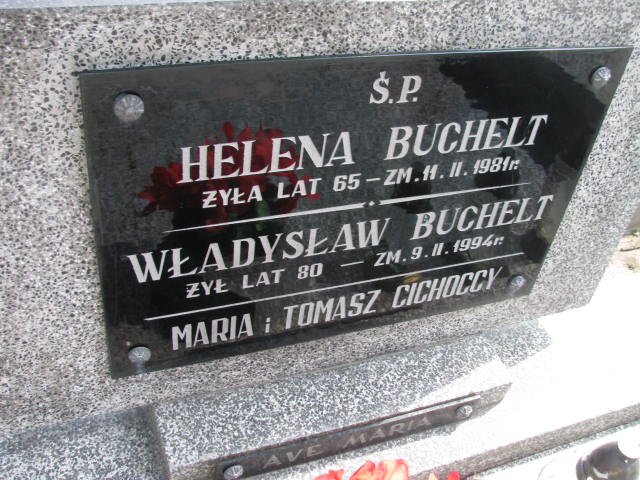 Ś.P.
HELENA BUCHELT
ŻYŁA LAT 65 – ZM. 11. II. 1981r.
WŁADYSŁAW BUCHELT
ŻYŁ LAT 80 – ZM. 9. II. 1994r.
MARIA i TOMASZ CICHOCCY
AVE MARIA